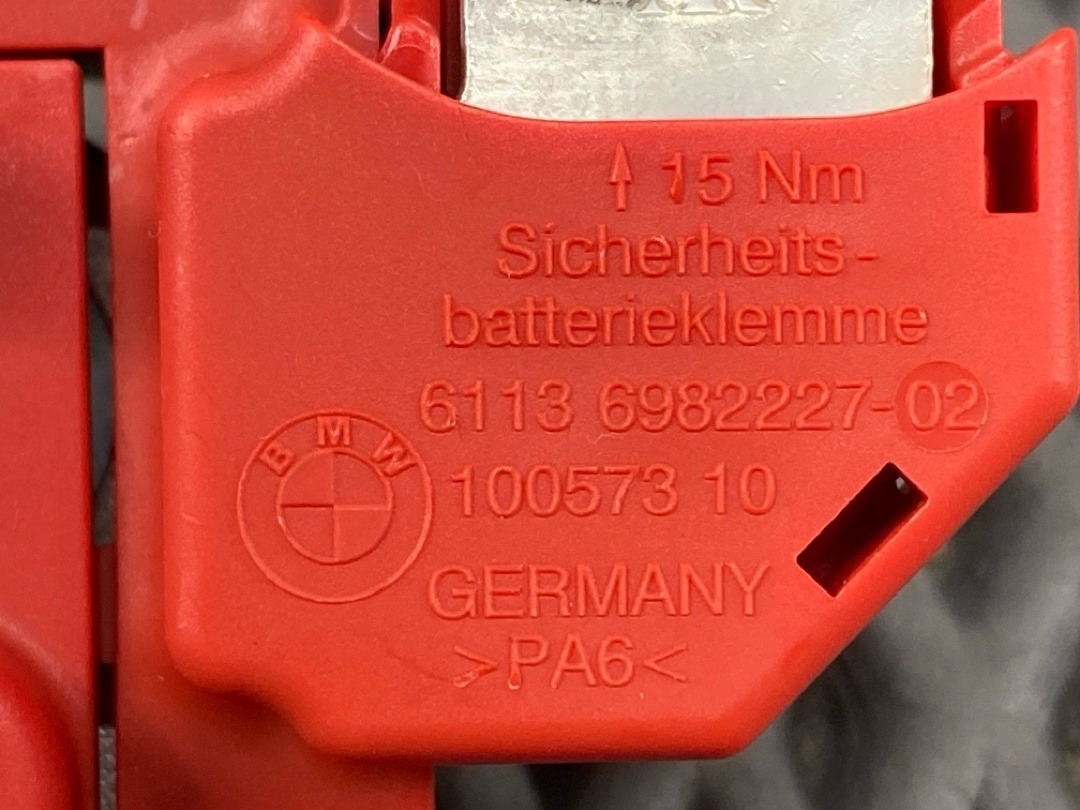 ↑ 15 Nm
Sicherheits-
batterieklemme
6113 6982227-02
BMW
100573 10
GERMANY
>PA6<